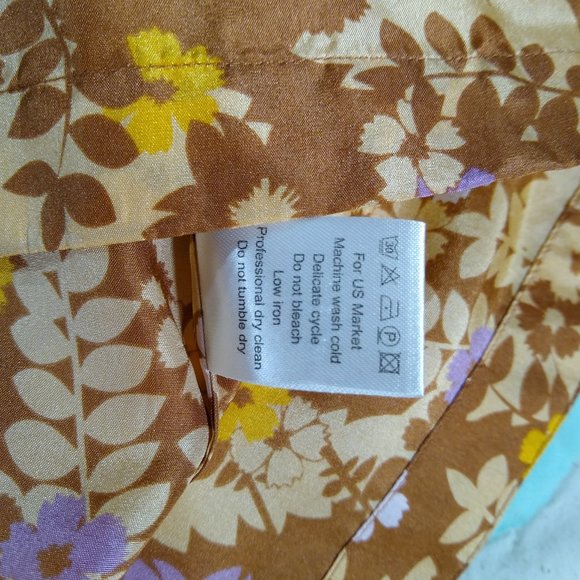 For US Market
Machine wash cold
Delicate cycle
Do not bleach
Low iron
Professional dry clean
Do not tumble dry